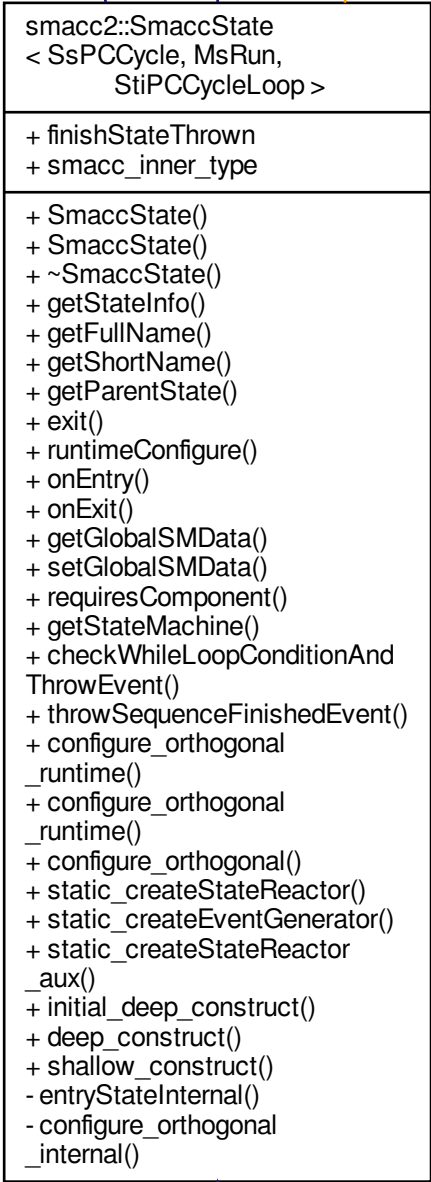 smacc2::SmaccState
< SsPCCycle, MsRun,
StiPCCycleLoop >
+ finishStateThrown
+ smacc_inner_type
+ SmaccState()
+ SmaccState()
+ ~SmaccState()
+ getStateInfo()
+ getFullName()
+ getShortName()
+ getParentState()
+ exit()
+ runtimeConfigure()
+ onEntry()
+ onExit()
+ getGlobalSMData()
+ setGlobalSMData()
+ requiresComponent()
+ getStateMachine()
+ checkWhileLoopConditionAnd
ThrowEvent()
+ throwSequenceFinishedEvent()
+ configure_orthogonal
_runtime()
+ configure_orthogonal
_runtime()
+ configure_orthogonal()
+ static_createStateReactor()
+ static_createEventGenerator()
+ static_createStateReactor
_aux()
+ initial_deep_construct()
+ deep_construct()
+ shallow_construct()
- entryStateInternal()
- configure_orthogonal
_internal()